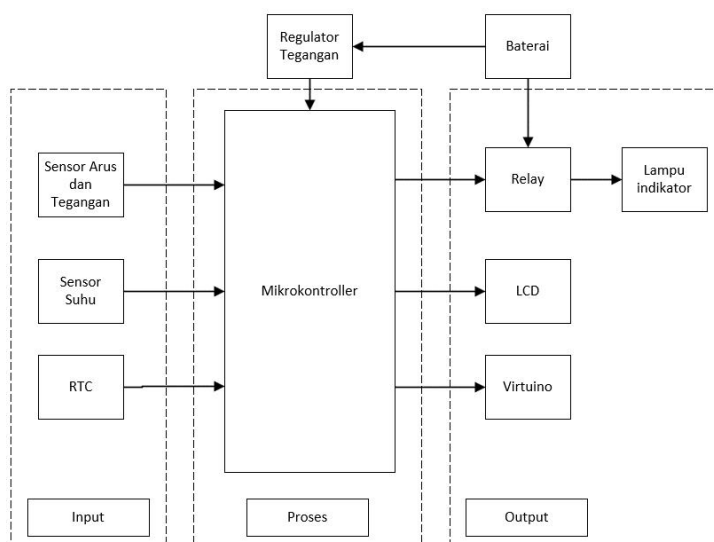 Regulator
Tegangan
Baterai
Sensor Arus
dan
Tegangan
Relay
Lampu
indikator
Sensor
Suhu
Mikrokontroller
LCD
RTC
Virtuino
Input
Proses
Output